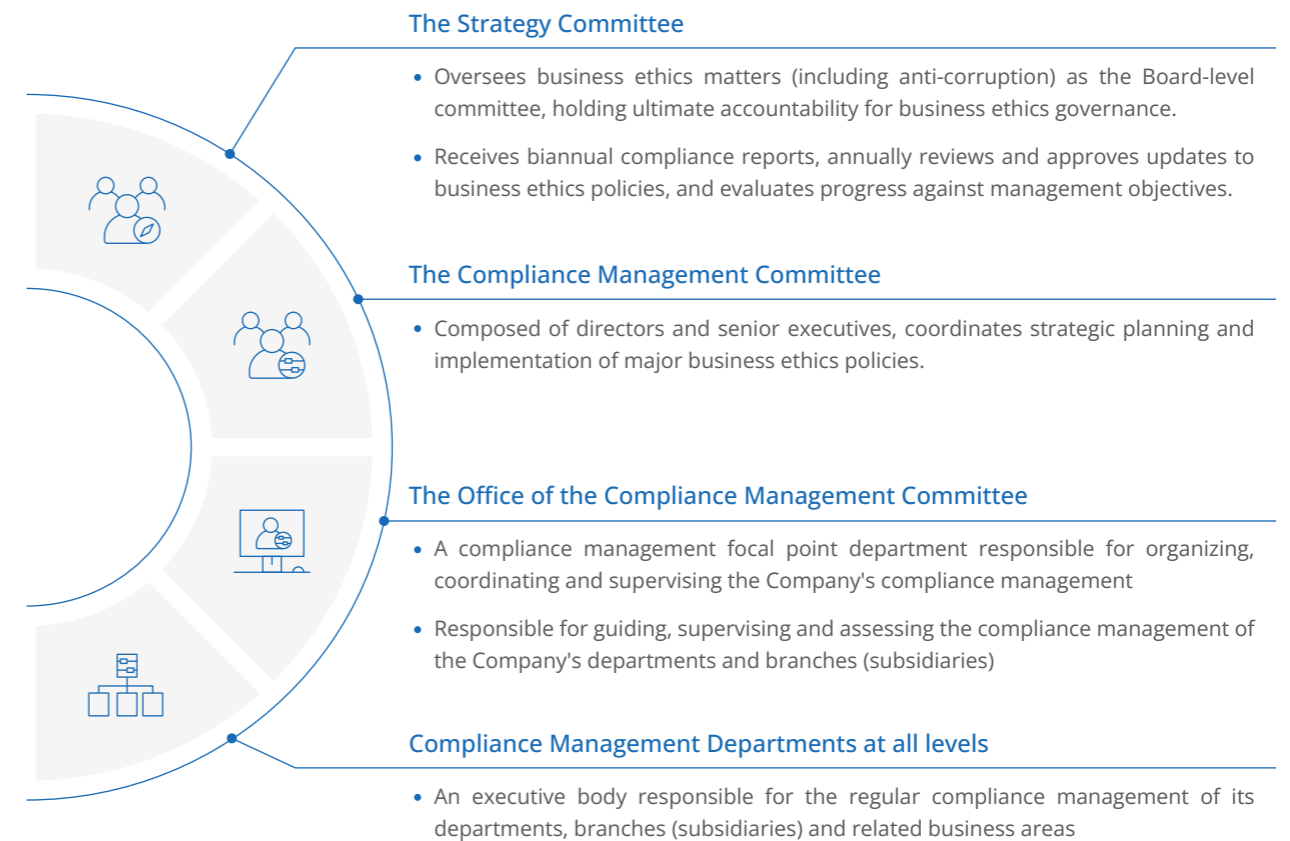 The Strategy Committee
• Oversees business ethics matters (including anti-corruption) as the Board-level
committee, holding ultimate accountability for business ethics governance.
• Receives biannual compliance reports, annually reviews and approves updates to
business ethics policies, and evaluates progress against management objectives.
The Compliance Management Committee
• Composed of directors and senior executives, coordinates strategic planning and
implementation of major business ethics policies.
The Office of the Compliance Management Committee
• A compliance management focal point department responsible for organizing,
coordinating and supervising the Company's compliance management
• Responsible for guiding, supervising and assessing the compliance management of
the Company's departments and branches (subsidiaries)
Compliance Management Departments at all levels
• An executive body responsible for the regular compliance management of its
departments, branches (subsidiaries) and related business areas